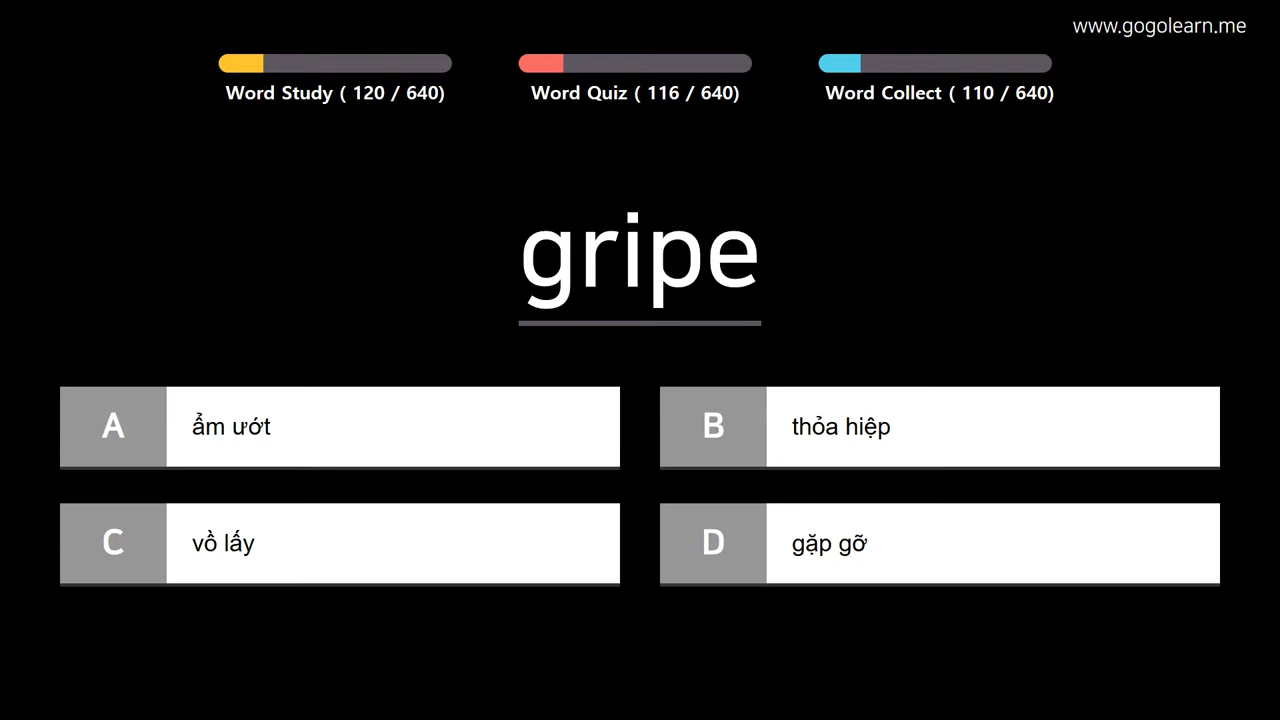 www.gogolearn.me
Word Study ( 120 / 640)
Word Quiz ( 116 / 640)
Word Collect ( 110 / 640)
gripe
A
ẩm ướt
B
thỏa hiệp
C
vồ lấy
D
gặp gỡ